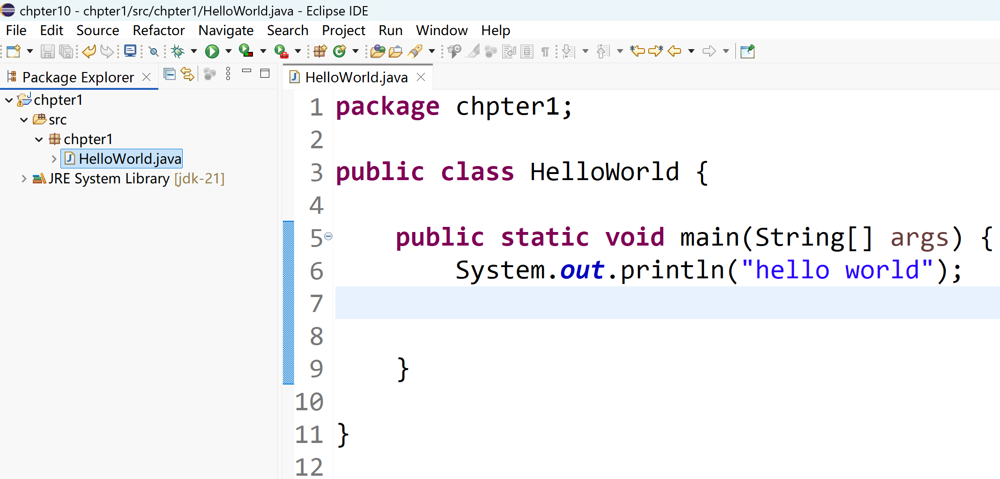 chpter10 - chpter1/src/chpter1/HelloWorld.java - Eclipse IDE
File Edit Source Refactor Navigate Search Project Run Window Help
Package Explorer
chpter1
src
chpter1
HelloWorld.java
JRE System Library [jdk-21]
HelloWorld.java
1 package chpter1;
2
3 public class HelloWorld {
4
5 public static void main(String[] args) {
6 System.out.println("hello world");
7
8
9 }
10
11 }
12